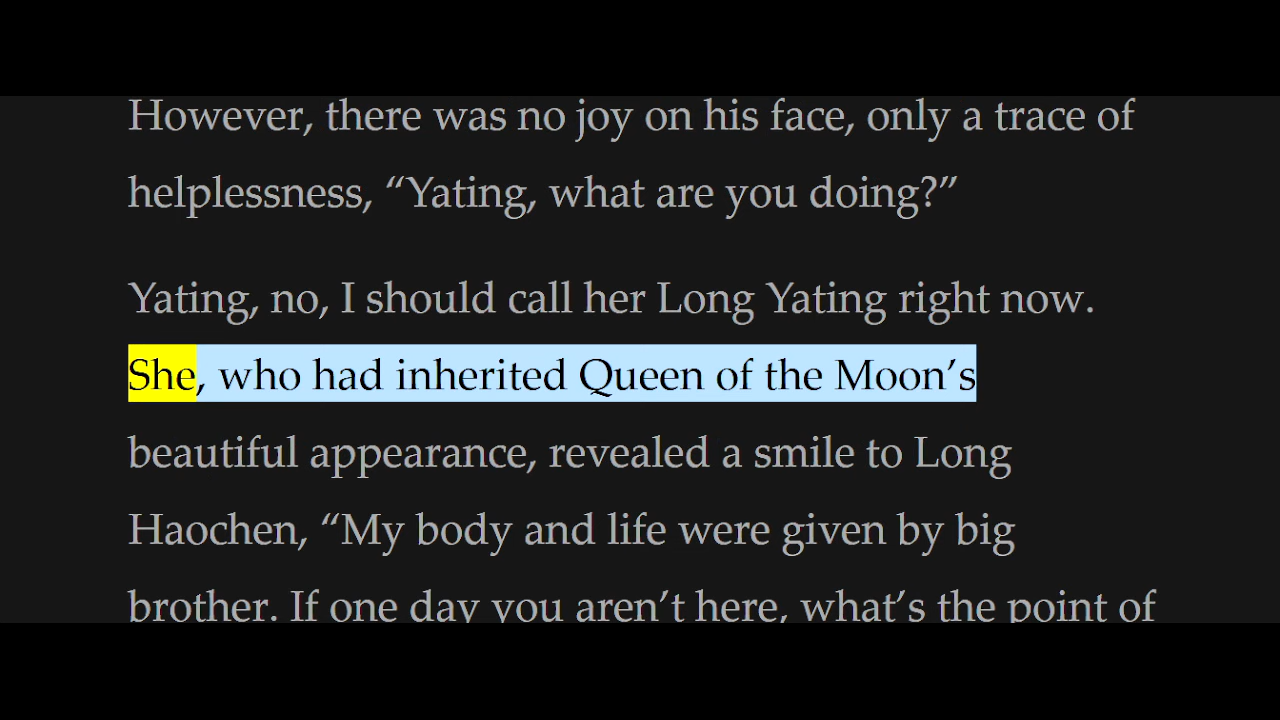 However, there was no joy on his face, only a trace of
helplessness, “Yating, what are you doing?”
Yating, no, I should call her Long Yating right now.
She, who had inherited Queen of the Moon’s
beautiful appearance, revealed a smile to Long
Haochen, “My body and life were given by big
brother. If one day you aren’t here, what’s the point of